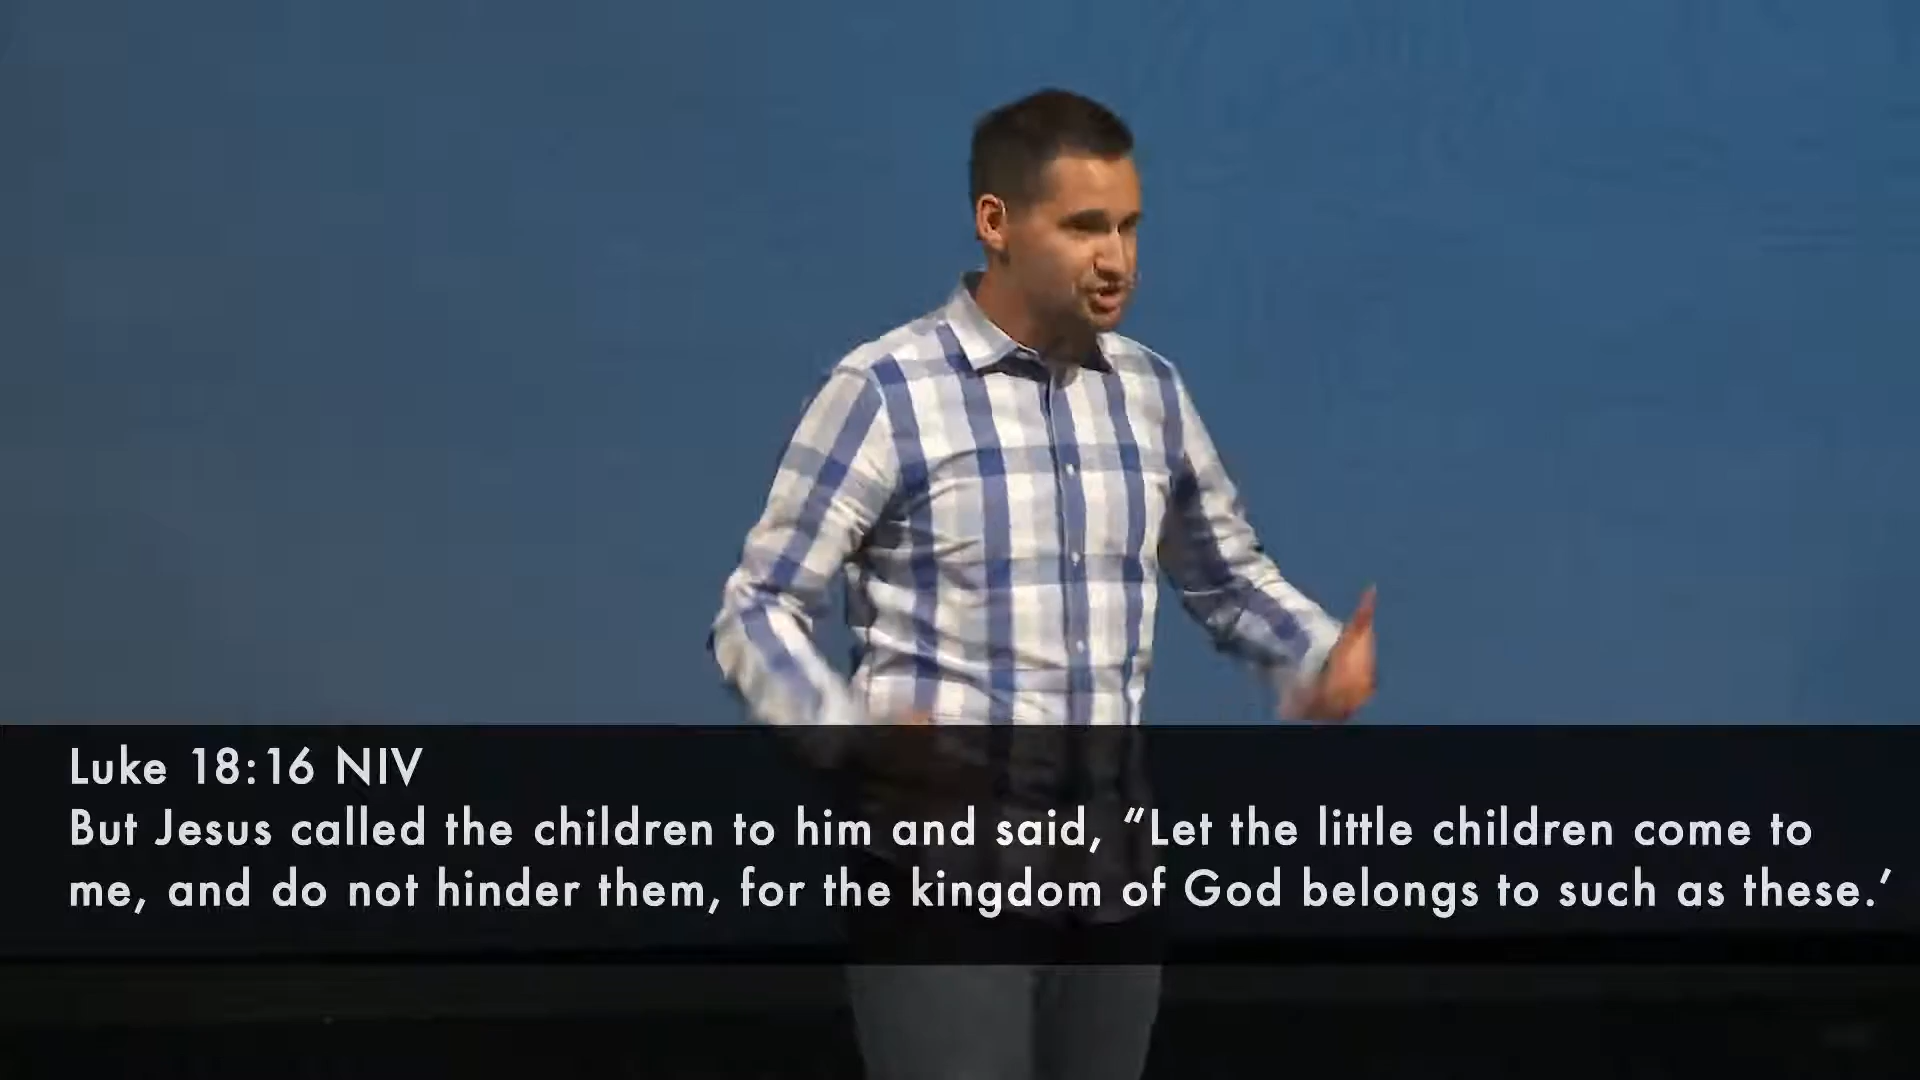 Luke 18:16 NIV
But Jesus called the children to him and said, “Let the little children come to
me, and do not hinder them, for the kingdom of God belongs to such as these.’